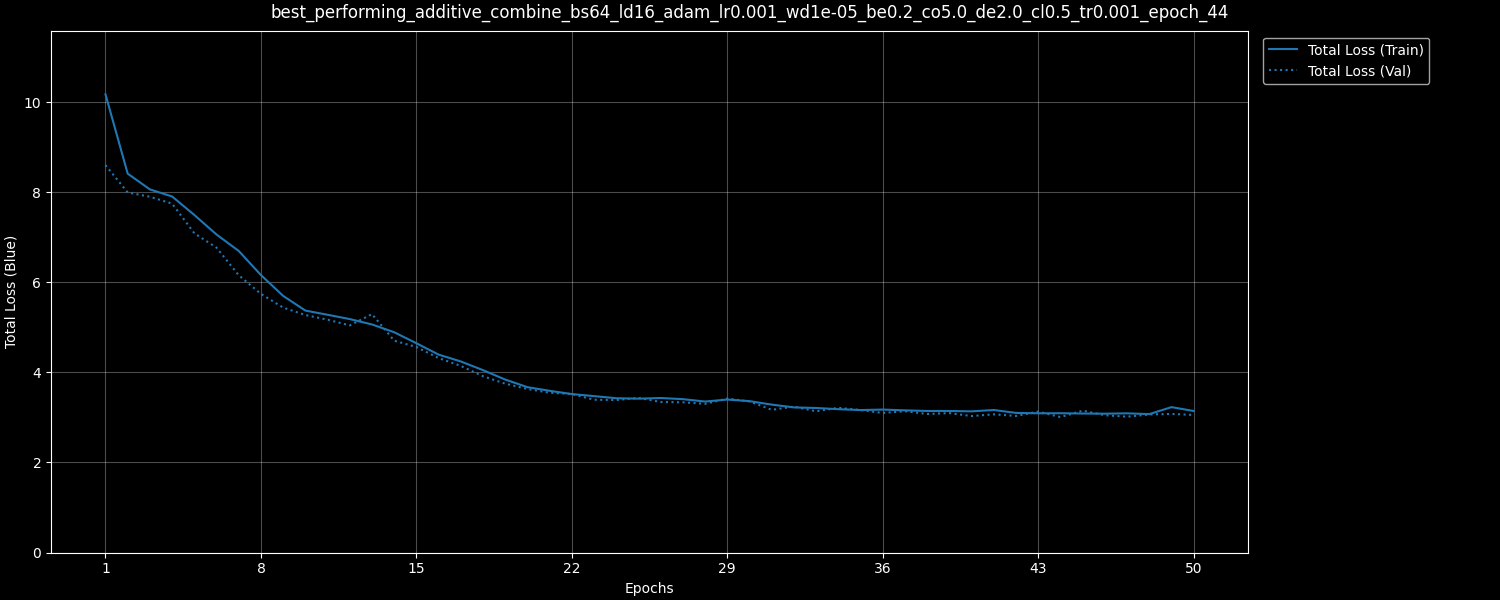 best_performing_additive_combine_bs64_ld16_adam_lr0.001_wd1e-05_be0.2_co5.0_de2.0_cl0.5_tr0.001_epoch_44
Total Loss (Train)
Total Loss (Val)
Total Loss (Blue)
10
8
6
4
2
0
1 8 15 22 29 36 43 50
Epochs